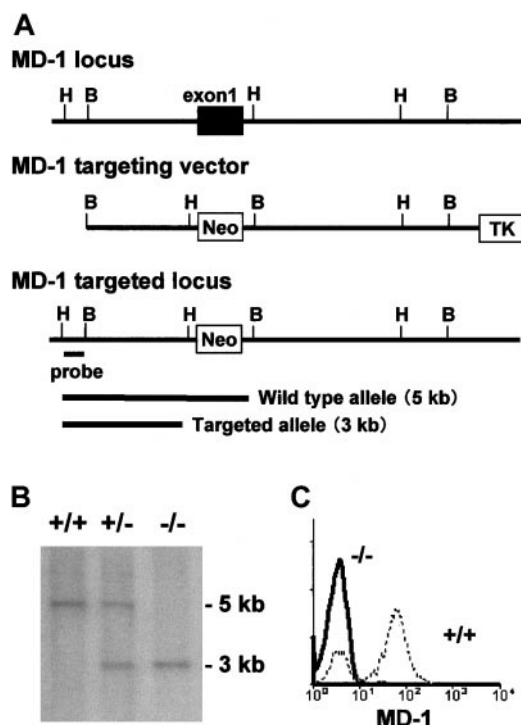 A
MD-1 locus
H B exon1 H H B
MD-1 targeting vector
B H Neo B H B TK
MD-1 targeted locus
H B H Neo B H B
probe
Wild type allele (5 kb)
Targeted allele (3 kb)
B
+/+ +/- -/-
- 5 kb
- 3 kb
C
-/-
+/+
10⁰ 10¹ 10² 10³ 10⁴
MD-1